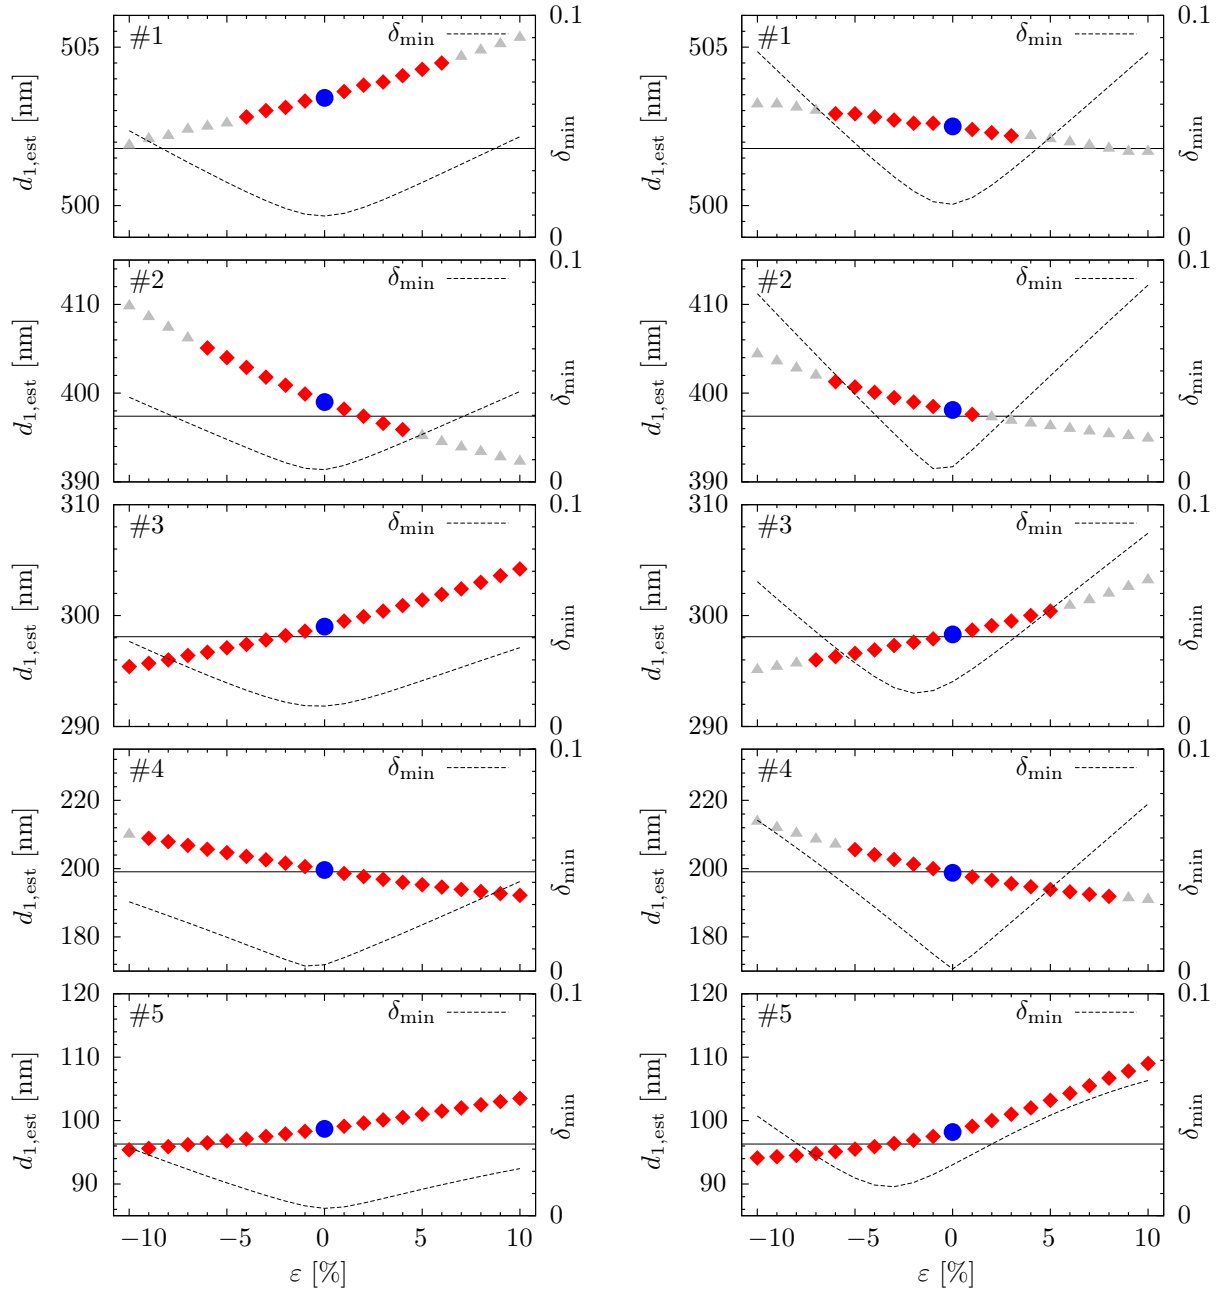 #1 δmin 0.1
505
500
d1,est [nm]
δmin
0
#1 δmin 0.1
505
500
d1,est [nm]
δmin
0
#2 δmin 0.1
410
400
390
d1,est [nm]
δmin
0
#2 δmin 0.1
410
400
390
d1,est [nm]
δmin
0
#3 δmin 0.1
310
300
290
d1,est [nm]
δmin
0
#3 δmin 0.1
310
300
290
d1,est [nm]
δmin
0
#4 δmin 0.1
220
200
180
d1,est [nm]
δmin
0
#4 δmin 0.1
220
200
180
d1,est [nm]
δmin
0
#5 δmin 0.1
120
110
100
90
d1,est [nm]
δmin
0
−10 −5 0 5 10
ε [%]
#5 δmin 0.1
120
110
100
90
d1,est [nm]
δmin
0
−10 −5 0 5 10
ε [%]